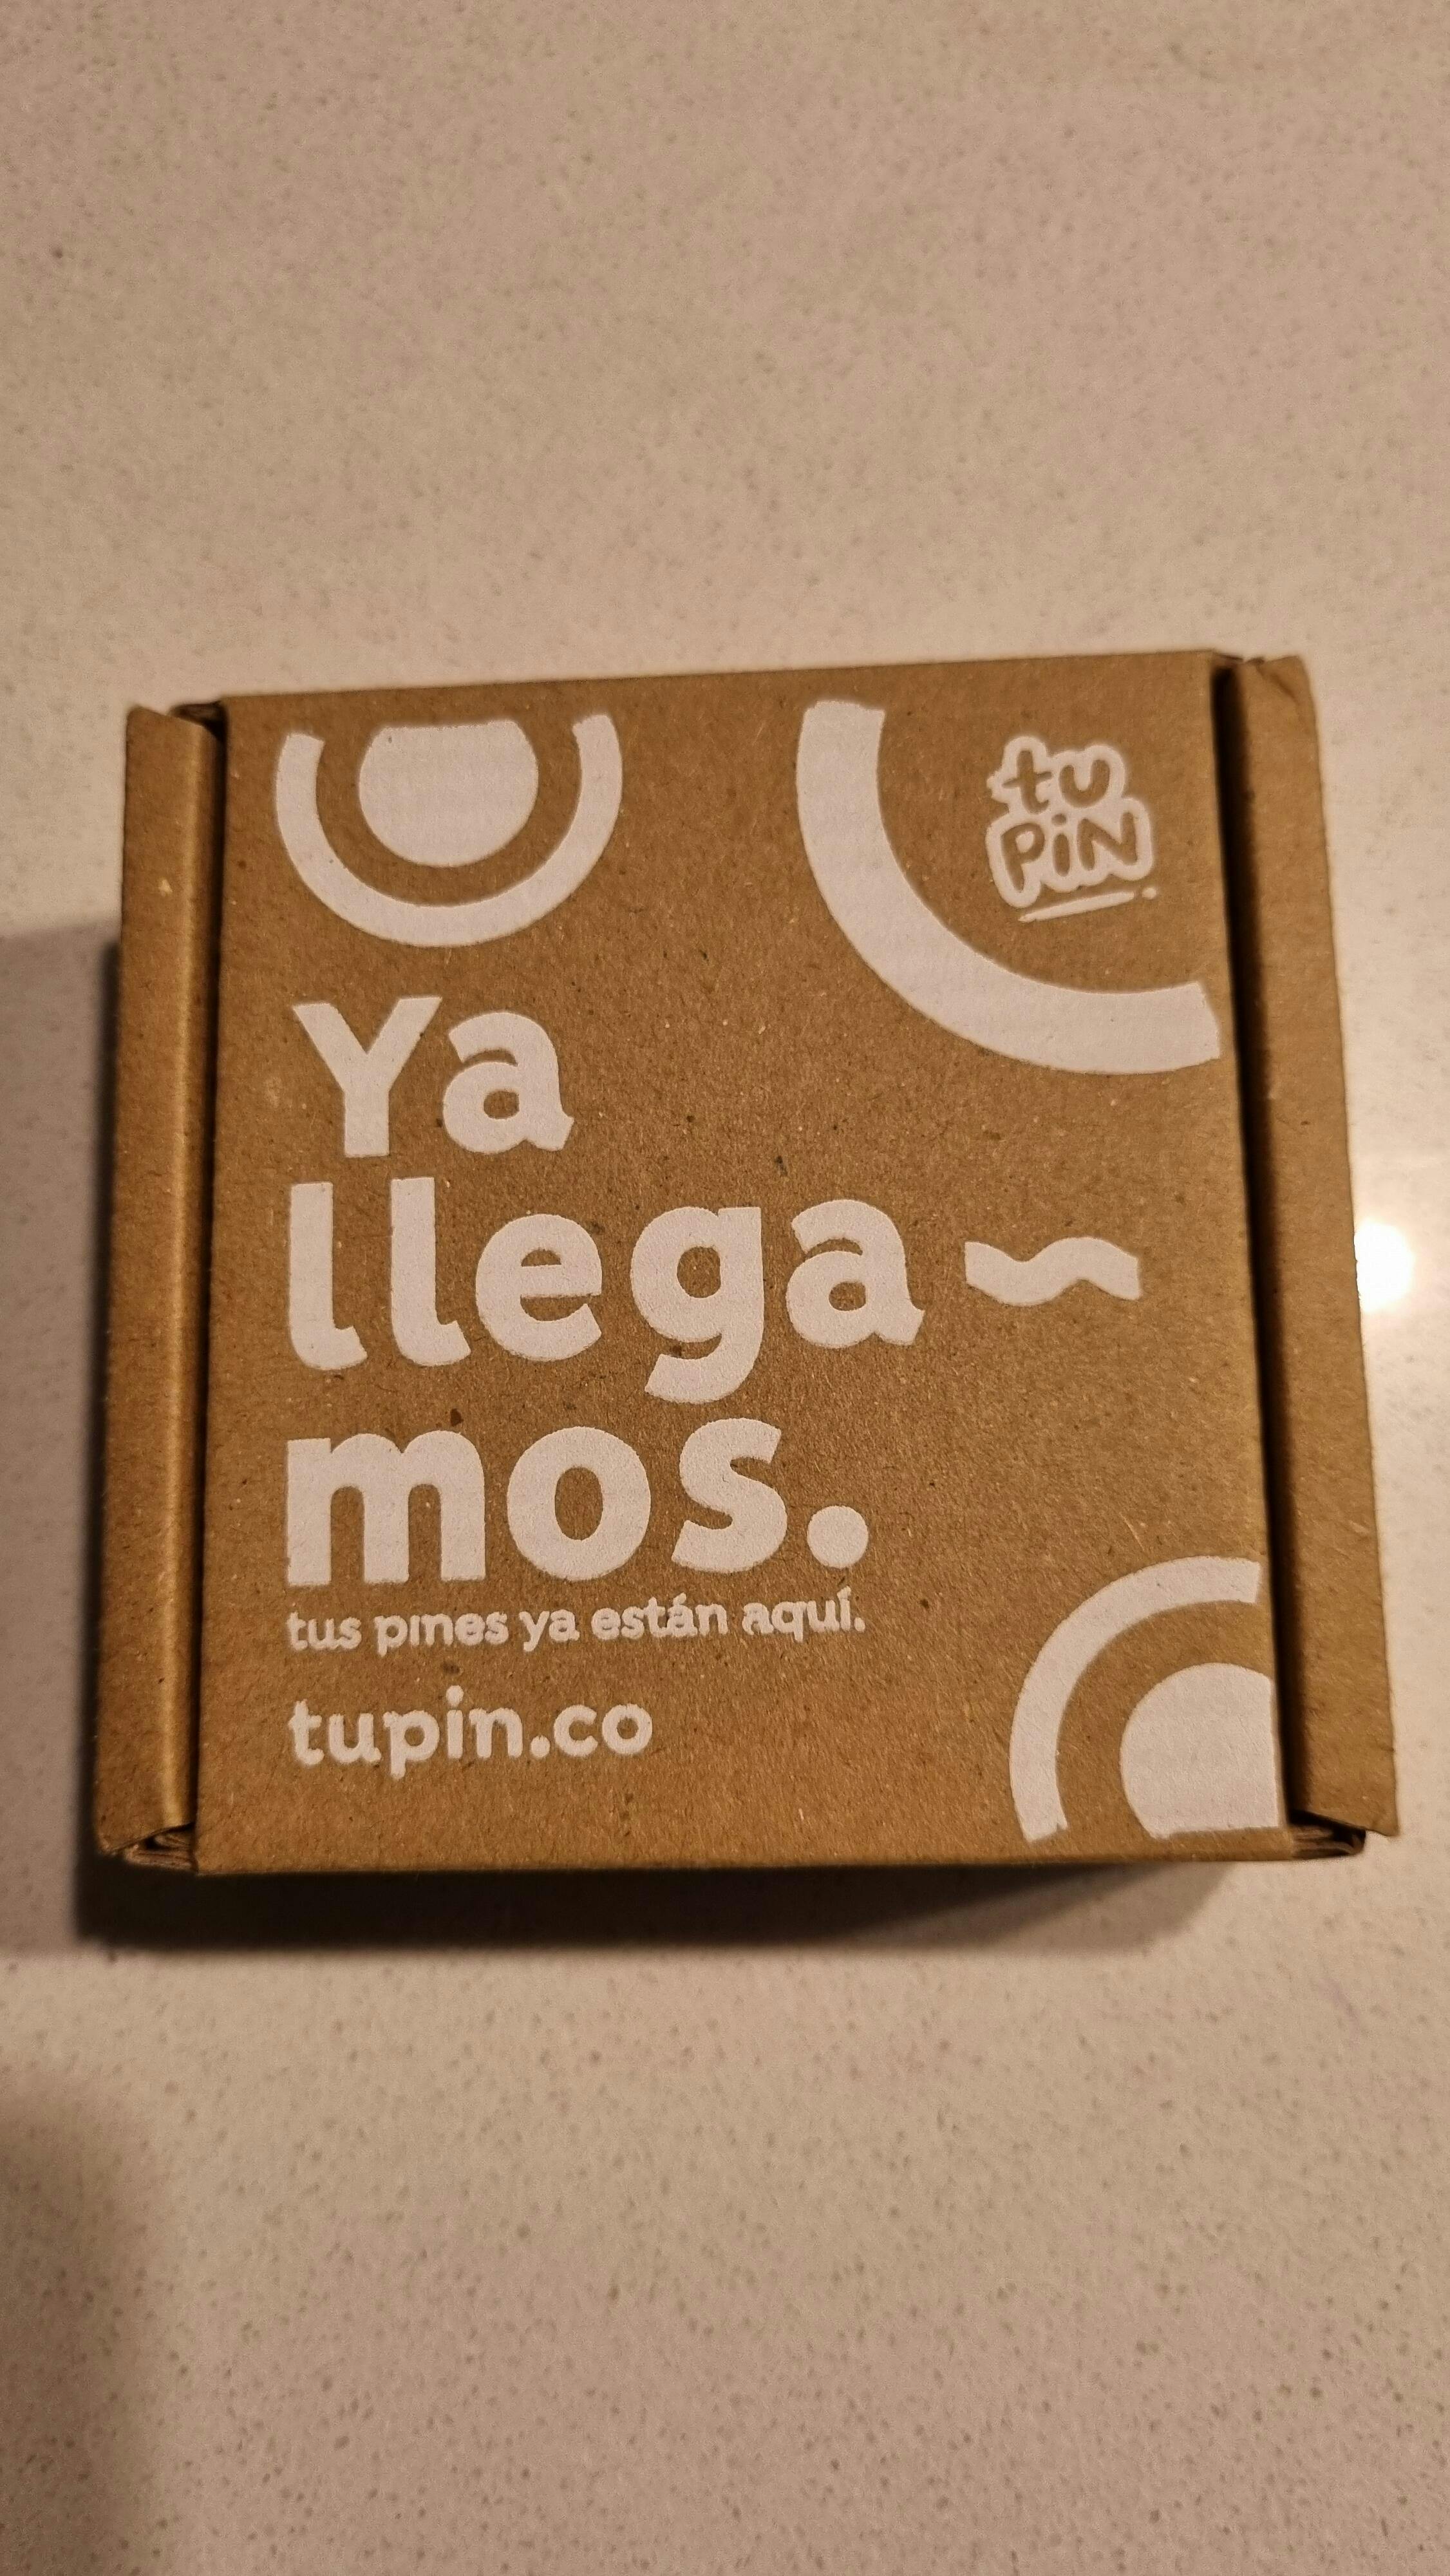 tu
PiN
Ya
llega~
mos.
tus pines ya están aquí.
tupin.co